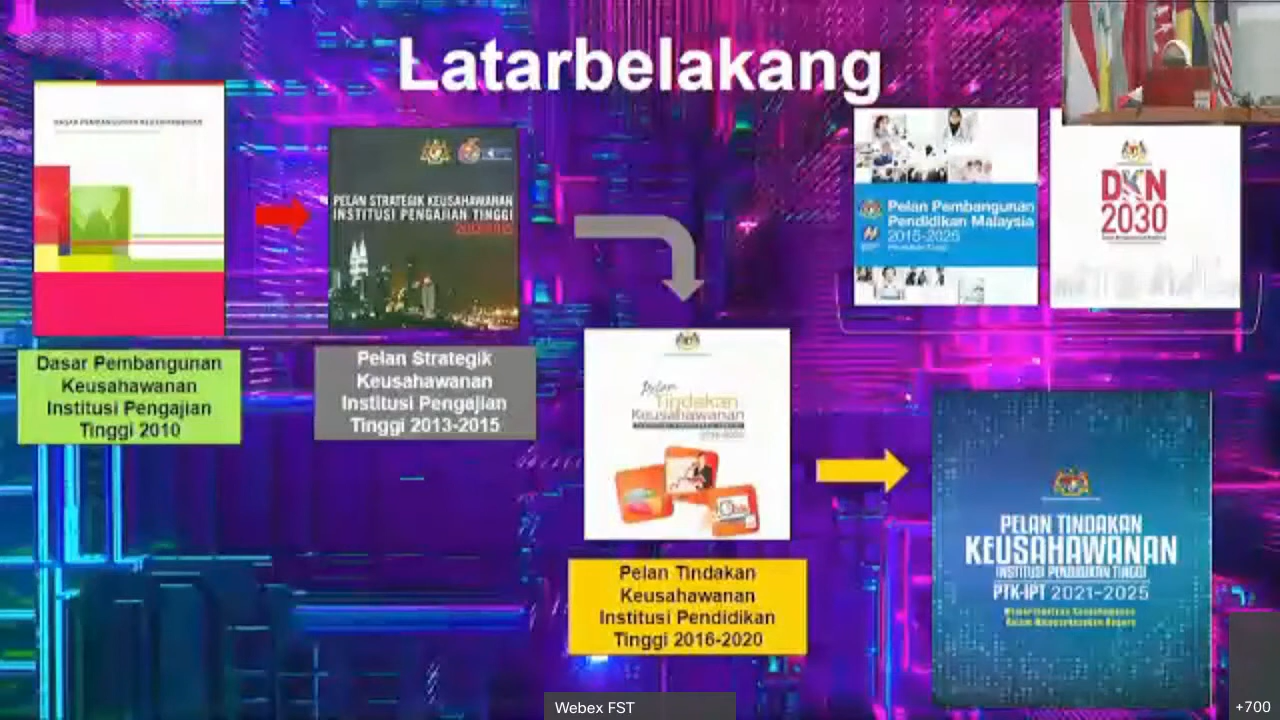 Latarbelakang
DASAR PEMBANGUNAN KEUSAHAWANAN
PELAN STRATEGIK KEUSAHAWANAN
INSTITUSI PENGAJIAN TINGGI
Pelan Pembangunan
Pendidikan Malaysia
2015-2025
DKN
2030
Dasar Pembangunan
Keusahawanan
Institusi Pengajian
Tinggi 2010
Pelan Strategik
Keusahawanan
Institusi Pengajian
Tinggi 2013-2015
Pelan
Tindakan
Keusahawanan
Pelan Tindakan
Keusahawanan
Institusi Pendidikan
Tinggi 2016-2020
PELAN TINDAKAN
KEUSAHAWANAN
INSTITUSI PENDIDIKAN TINGGI
PTK-IPT 2021-2025
Webex FST
+700